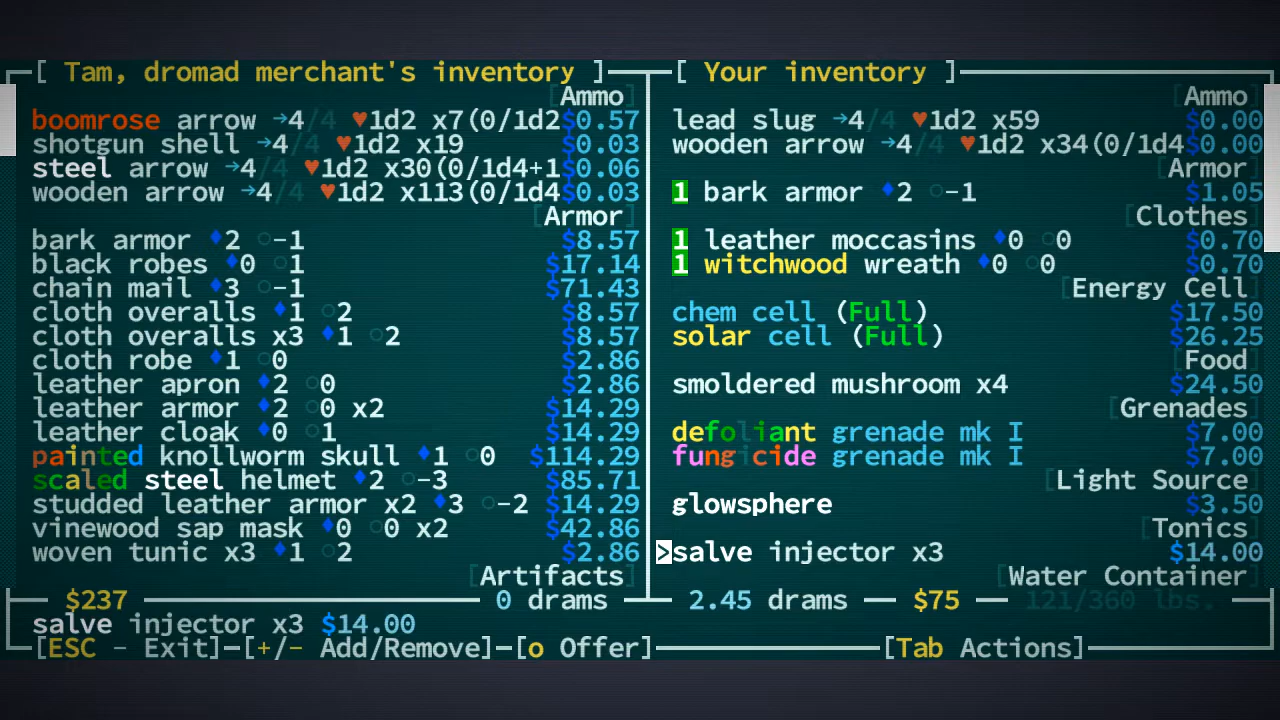 [ Tam, dromad merchant's inventory ]
[Ammo]
boomrose arrow →4/4 ♥1d2 x7(0/1d2 $0.57
shotgun shell →4/4 ♥1d2 x19 $0.03
steel arrow →4/4 ♥1d2 x30(0/1d4+1 $0.06
wooden arrow →4/4 ♥1d2 x113(0/1d4 $0.03
[Armor]
bark armor ♦2 ○-1 $8.57
black robes ♦0 ○1 $17.14
chain mail ♦3 ○-1 $71.43
cloth overalls ♦1 ○2 $8.57
cloth overalls x3 ♦1 ○2 $8.57
cloth robe ♦1 ○0 $2.86
leather apron ♦2 ○0 $2.86
leather armor ♦2 ○0 x2 $14.29
leather cloak ♦0 ○1 $14.29
painted knollworm skull ♦1 ○0 $114.29
scaled steel helmet ♦2 ○-3 $85.71
studded leather armor x2 ♦3 ○-2 $14.29
vinewood sap mask ♦0 ○0 x2 $42.86
woven tunic x3 ♦1 ○2 $2.86
[Artifacts]
[ Your inventory ]
[Ammo]
lead slug →4/4 ♥1d2 x59 $0.00
wooden arrow →4/4 ♥1d2 x34(0/1d4 $0.00
[Armor]
1 bark armor ♦2 ○-1 $1.05
[Clothes]
1 leather moccasins ♦0 ○0 $0.70
1 witchwood wreath ♦0 ○0 $0.70
[Energy Cell]
chem cell (Full) $17.50
solar cell (Full) $26.25
[Food]
smoldered mushroom x4 $24.50
[Grenades]
defoliant grenade mk I $7.00
fungicide grenade mk I $7.00
[Light Source]
glowsphere $3.50
[Tonics]
>salve injector x3 $14.00
[Water Container]
$237 0 drams 2.45 drams $75 121/360 lbs.
salve injector x3 $14.00
[ESC - Exit] [+/- Add/Remove] [o Offer] [Tab Actions]